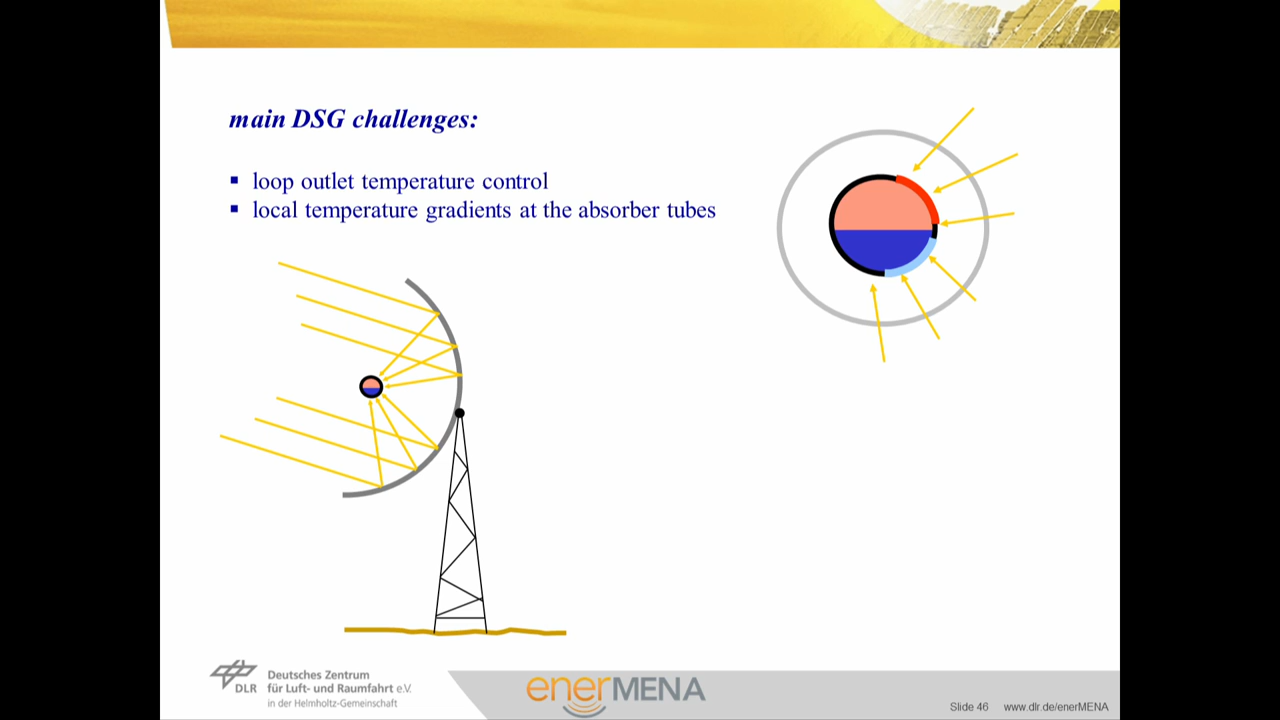 main DSG challenges:
loop outlet temperature control
local temperature gradients at the absorber tubes
DLR
Deutsches Zentrum
für Luft- und Raumfahrt e.V.
in der Helmholtz-Gemeinschaft
enerMENA
Slide 46 www.dlr.de/enerMENA